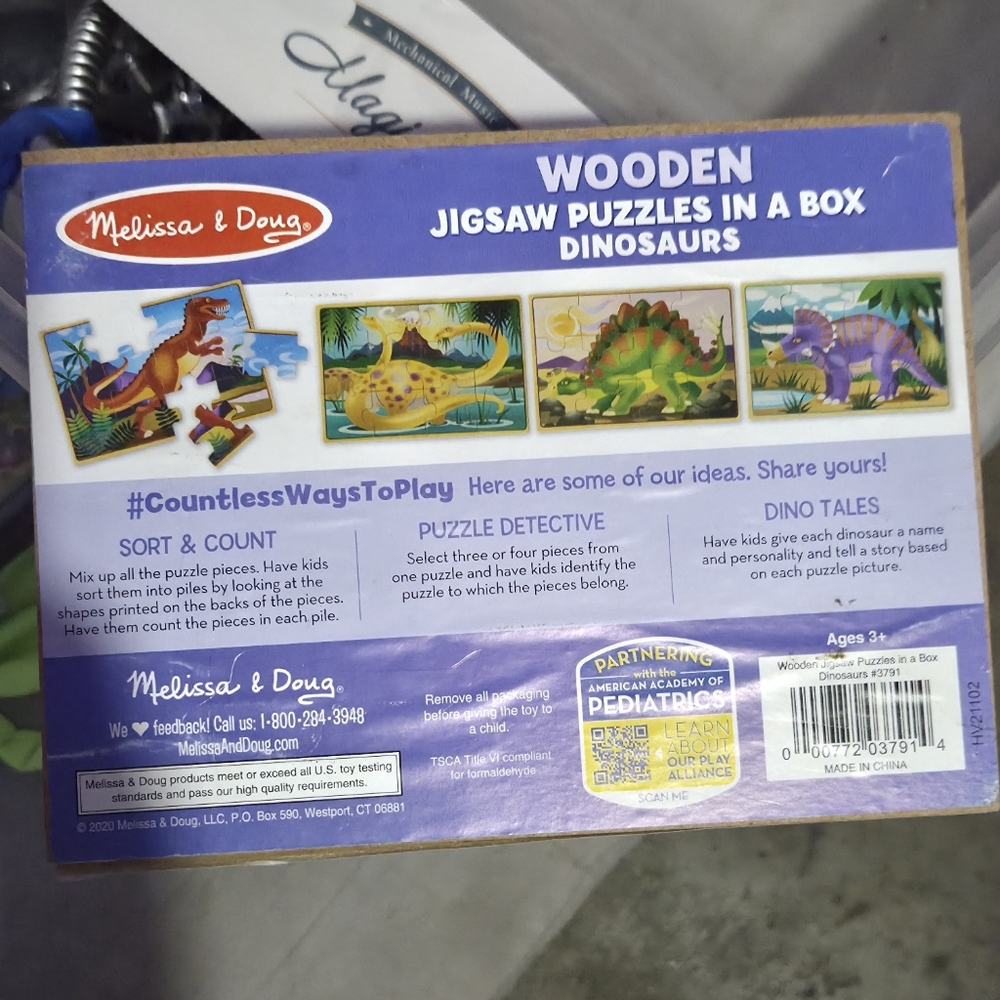 Mechanical Music
Magi
Melissa & Doug®
WOODEN
JIGSAW PUZZLES IN A BOX
DINOSAURS
#CountlessWaysToPlay Here are some of our ideas. Share yours!
SORT & COUNT
Mix up all the puzzle pieces. Have kids
sort them into piles by looking at the
shapes printed on the backs of the pieces.
Have them count the pieces in each pile.
PUZZLE DETECTIVE
Select three or four pieces from
one puzzle and have kids identify the
puzzle to which the pieces belong.
DINO TALES
Have kids give each dinosaur a name
and personality and tell a story based
on each puzzle picture.
Melissa & Doug®
We ♥ feedback! Call us: 1-800-284-3948
MelissaAndDoug.com
Melissa & Doug products meet or exceed all U.S. toy testing
standards and pass our high quality requirements.
© 2020 Melissa & Doug, LLC, P.O. Box 590, Westport, CT 06881
Remove all packaging
before giving the toy to
a child.
TSCA Title VI compliant
for formaldehyde
PARTNERING
with the
AMERICAN ACADEMY OF
PEDIATRICS
LEARN
ABOUT
OUR PLAY
ALLIANCE
SCAN ME
Ages 3+
Wooden Jigsaw Puzzles in a Box
Dinosaurs #3791
0 00772 03791 4
MADE IN CHINA
HV21102